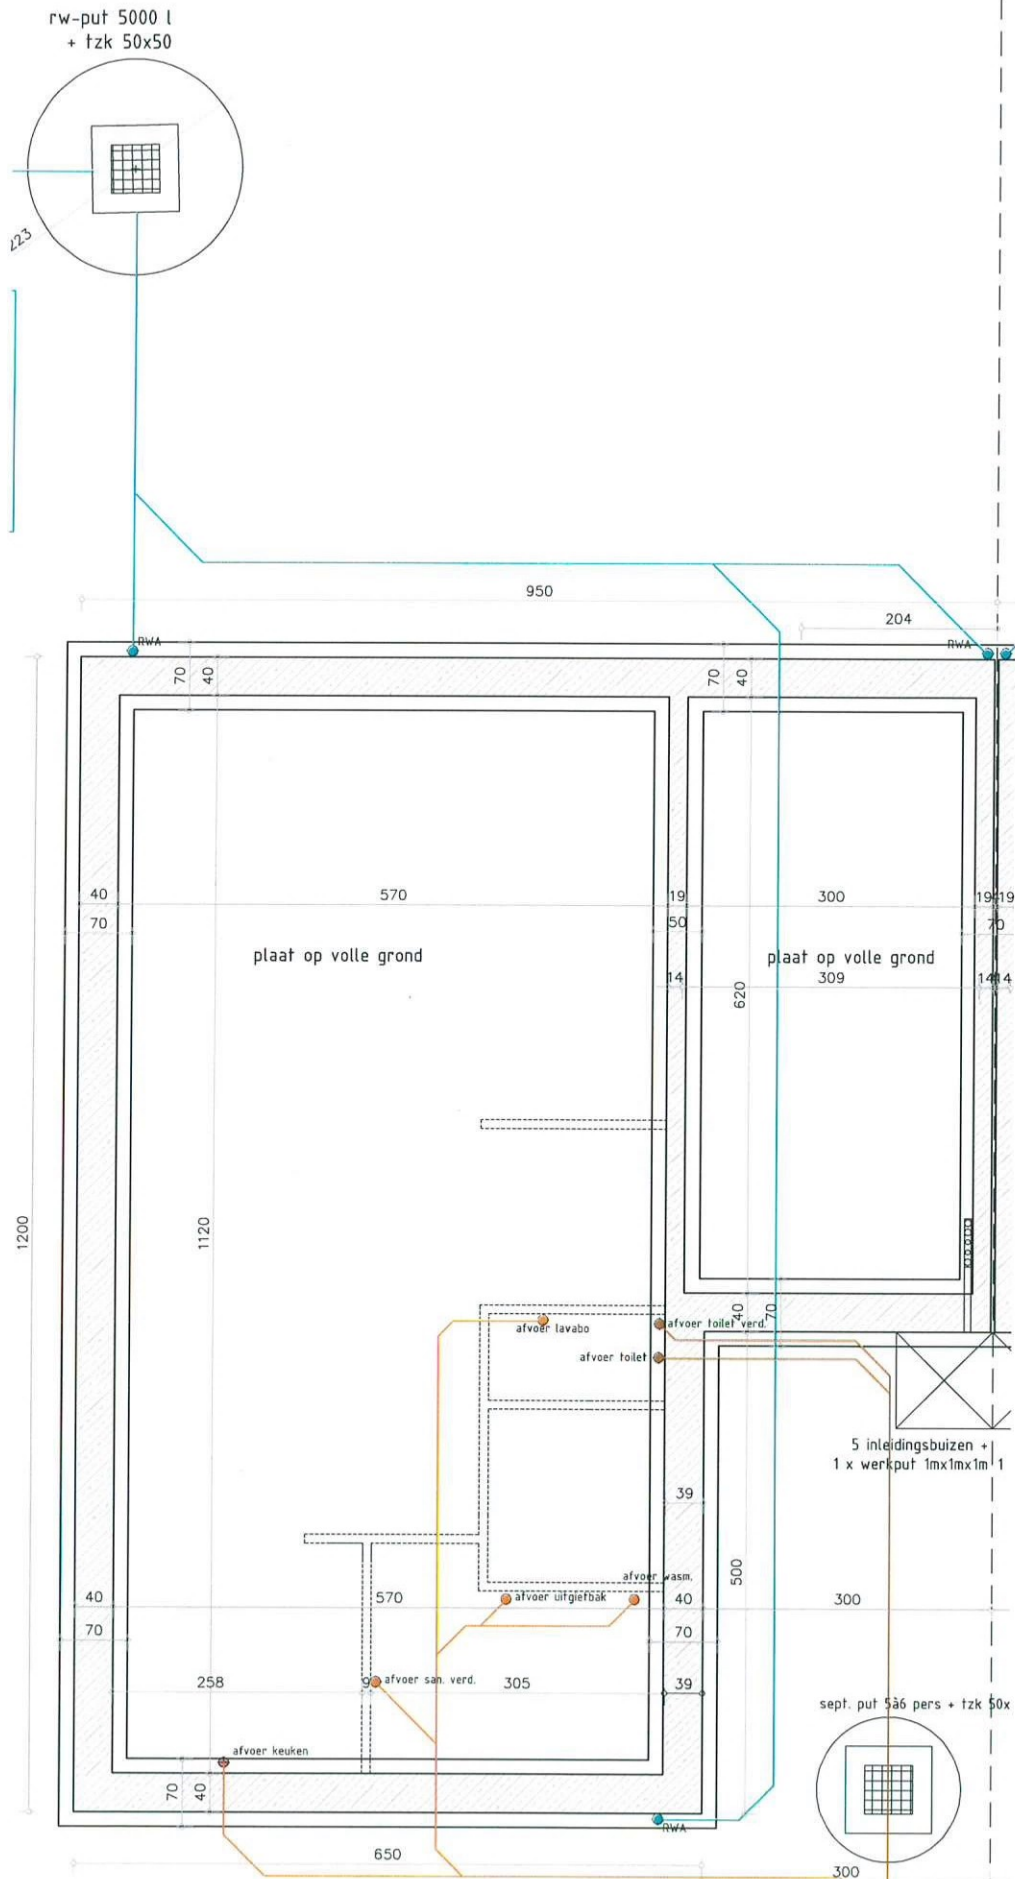 rw-put 5000 l
+ tzk 50x50
223
950
204
RWA
RWA
70
40
70
40
40
570
19
300
19
19
70
50
70
plaat op volle grond
plaat op volle grond
14
309
14
14
620
1200
1120
40
70
afvoer lavabo
afvoer toilet verd.
afvoer toilet
5 inleidingsbuizen +
1 x werkput 1mx1mx1m
1
39
500
afvoer wasm.
40
570
afvoer uitgietbak
40
300
70
70
258
9
afvoer san. verd.
305
39
sept. put 5à6 pers + tzk 50x
afvoer keuken
70
40
RWA
650
300